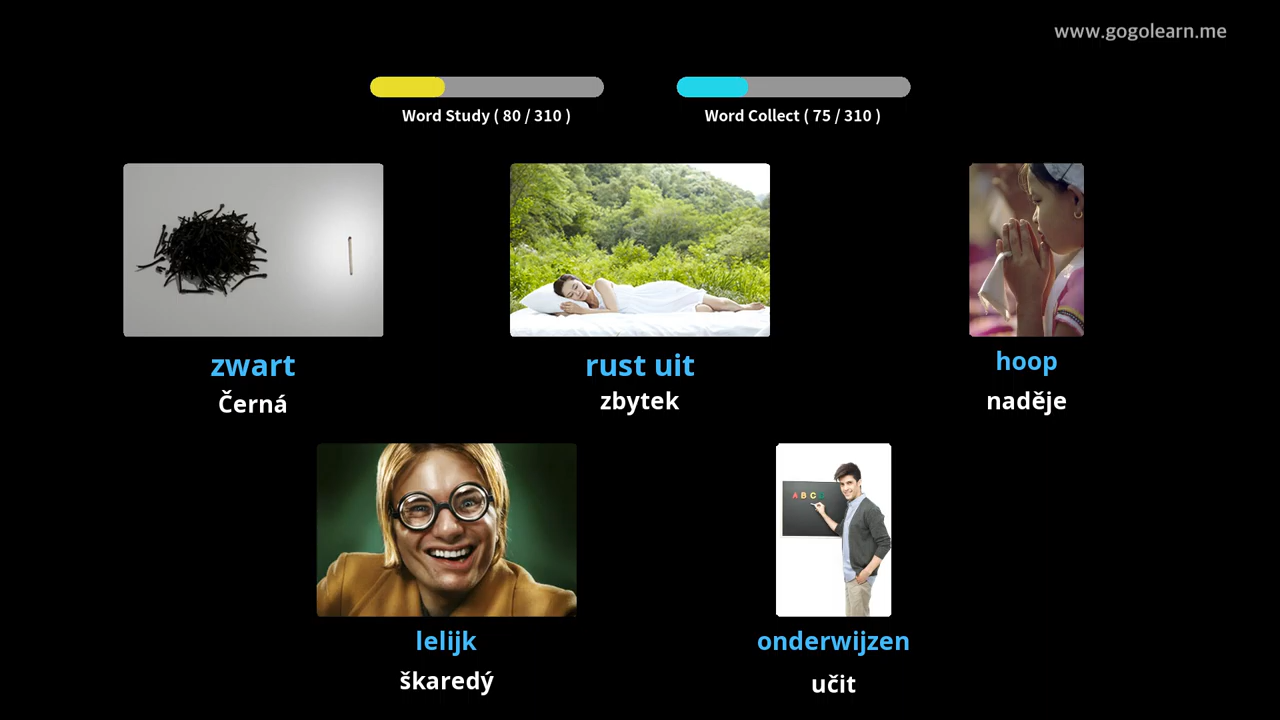 www.gogolearn.me
Word Study ( 80 / 310 )
Word Collect ( 75 / 310 )
zwart
Černá
rust uit
zbytek
hoop
naděje
A B C D
lelijk
škaredý
onderwijzen
učit